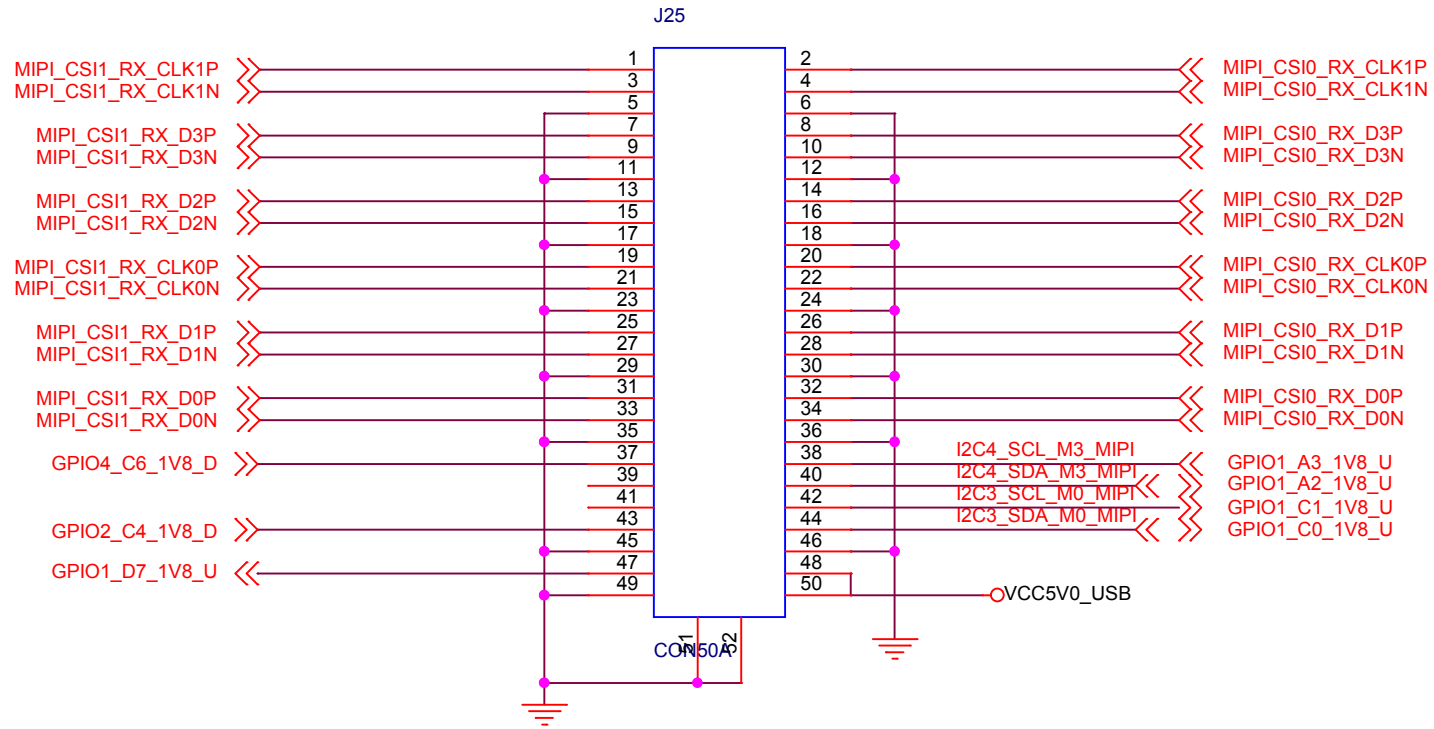 J25
MIPI_CSI1_RX_CLK1P 1 2 MIPI_CSI0_RX_CLK1P
MIPI_CSI1_RX_CLK1N 3 4 MIPI_CSI0_RX_CLK1N
5 6
MIPI_CSI1_RX_D3P 7 8 MIPI_CSI0_RX_D3P
MIPI_CSI1_RX_D3N 9 10 MIPI_CSI0_RX_D3N
11 12
MIPI_CSI1_RX_D2P 13 14 MIPI_CSI0_RX_D2P
MIPI_CSI1_RX_D2N 15 16 MIPI_CSI0_RX_D2N
17 18
MIPI_CSI1_RX_CLK0P 19 20 MIPI_CSI0_RX_CLK0P
MIPI_CSI1_RX_CLK0N 21 22 MIPI_CSI0_RX_CLK0N
23 24
MIPI_CSI1_RX_D1P 25 26 MIPI_CSI0_RX_D1P
MIPI_CSI1_RX_D1N 27 28 MIPI_CSI0_RX_D1N
29 30
MIPI_CSI1_RX_D0P 31 32 MIPI_CSI0_RX_D0P
MIPI_CSI1_RX_D0N 33 34 MIPI_CSI0_RX_D0N
35 36
GPIO4_C6_1V8_D 37 38 I2C4_SCL_M3_MIPI GPIO1_A3_1V8_U
39 40 I2C4_SDA_M3_MIPI GPIO1_A2_1V8_U
41 42 I2C3_SCL_M0_MIPI GPIO1_C1_1V8_U
GPIO2_C4_1V8_D 43 44 I2C3_SDA_M0_MIPI GPIO1_C0_1V8_U
45 46
GPIO1_D7_1V8_U 47 48
49 50 VCC5V0_USB
51 52
CON50A